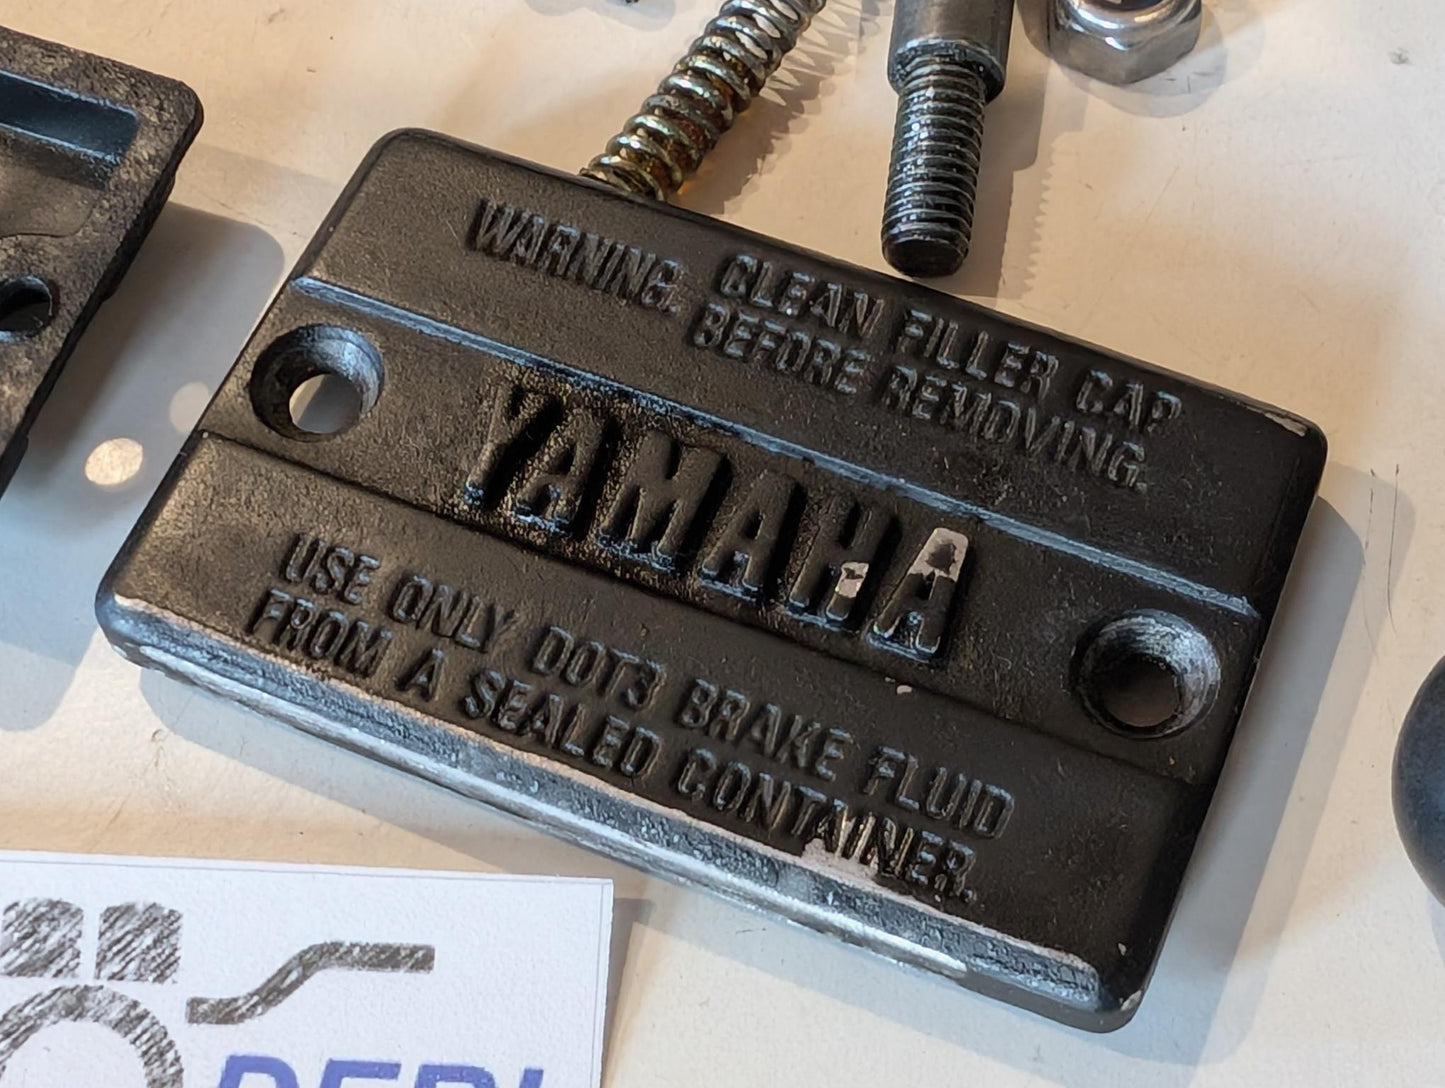 WARNING. CLEAN FILLER CAP
BEFORE REMOVING.
YAMAHA
USE ONLY DOT3 BRAKE FLUID
FROM A SEALED CONTAINER.